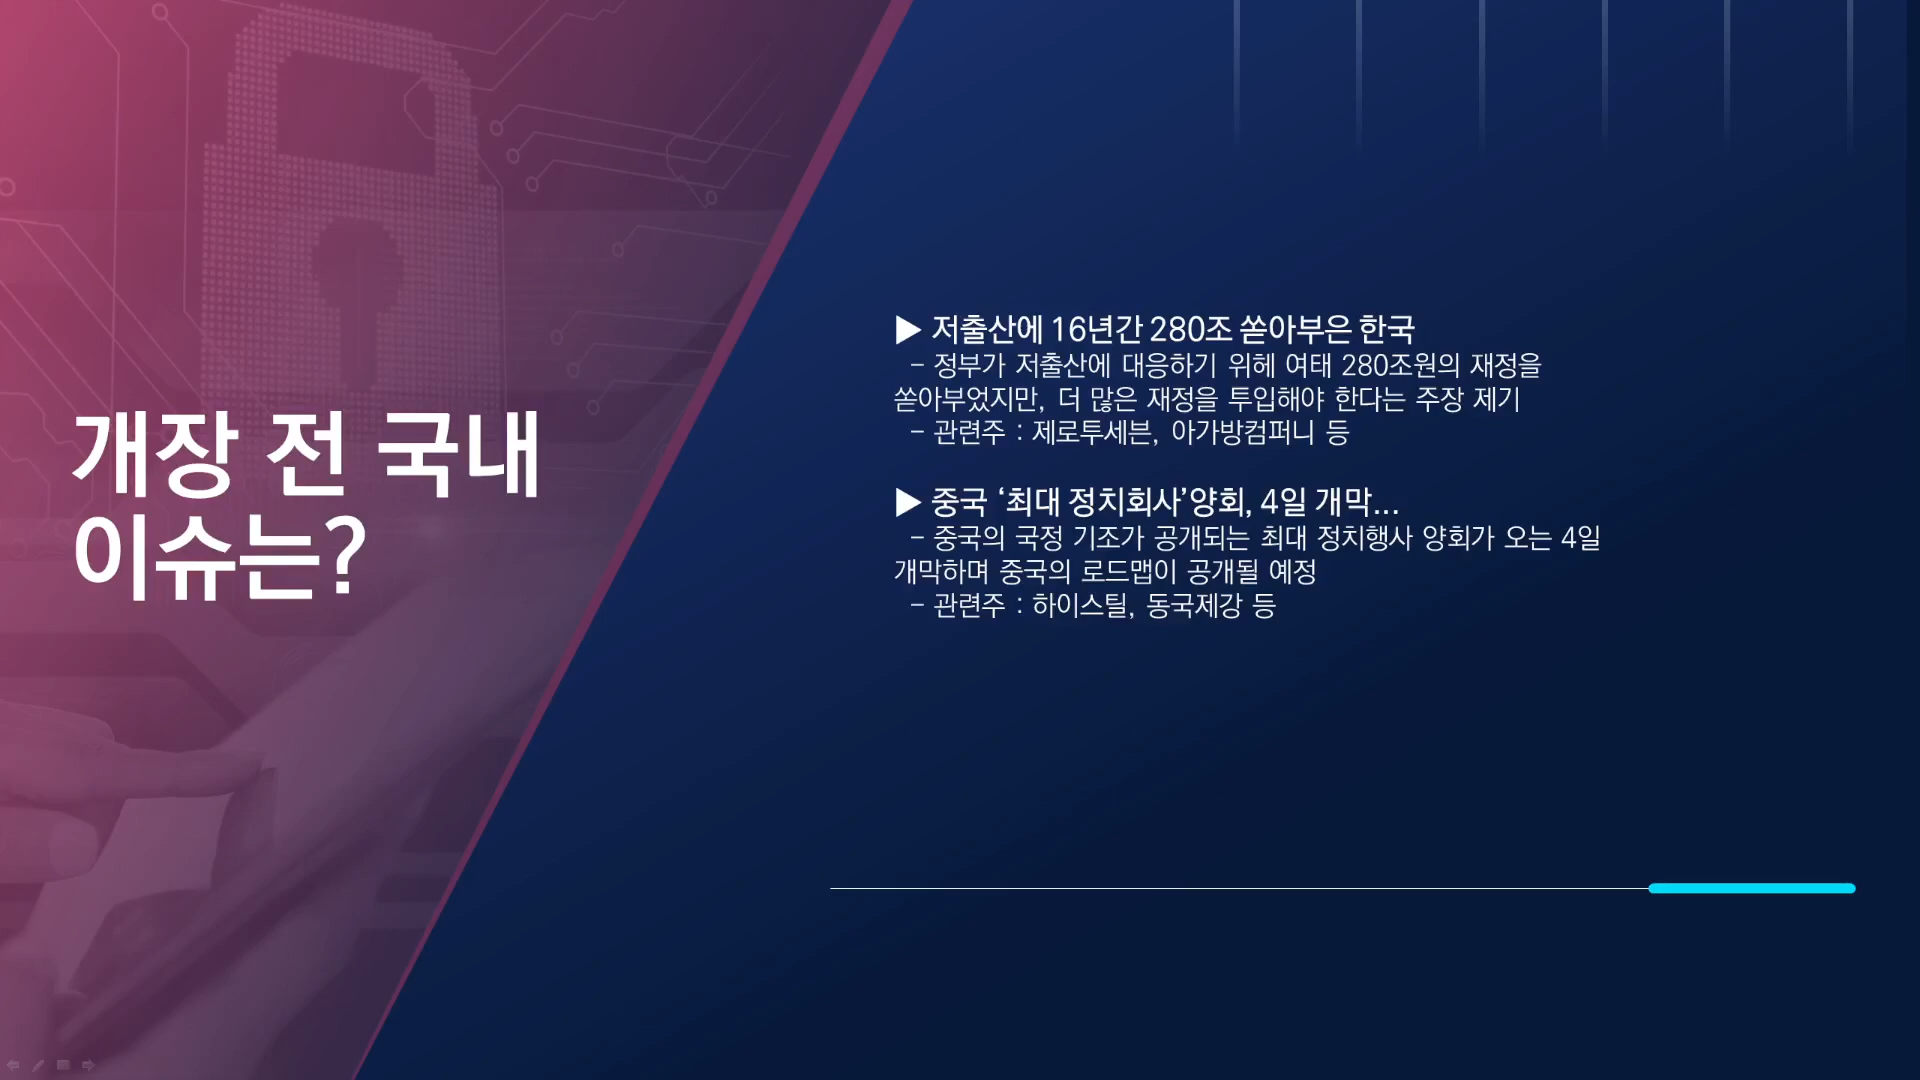 개장 전 국내
이슈는?
▶ 저출산에 16년간 280조 쏟아부은 한국
- 정부가 저출산에 대응하기 위헤 여태 280조원의 재정을
쏟아부었지만, 더 많은 재정을 투입해야 한다는 주장 제기
- 관련주 : 제로투세븐, 아가방컴퍼니 등
▶ 중국 ‘최대 정치회사’양회, 4일 개막...
- 중국의 국정 기조가 공개되는 최대 정치행사 양회가 오는 4일
개막하며 중국의 로드맵이 공개될 예정
- 관련주 : 하이스틸, 동국제강 등